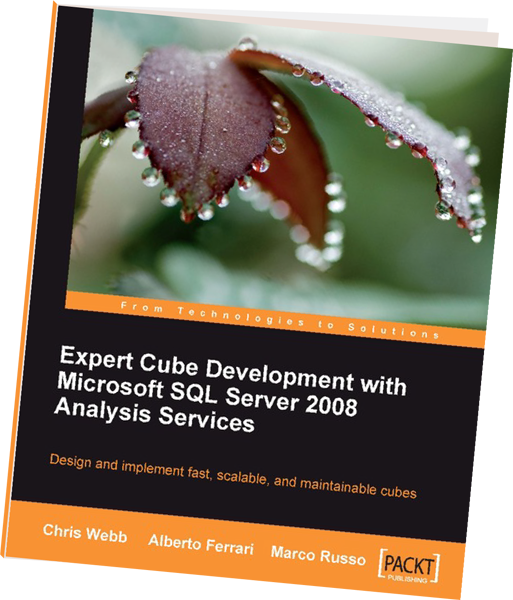 From Technologies to Solutions
Expert Cube Development with
Microsoft SQL Server 2008
Analysis Services
Design and implement fast, scalable, and maintainable cubes
Chris Webb Alberto Ferrari Marco Russo
[PACKT]
PUBLISHING